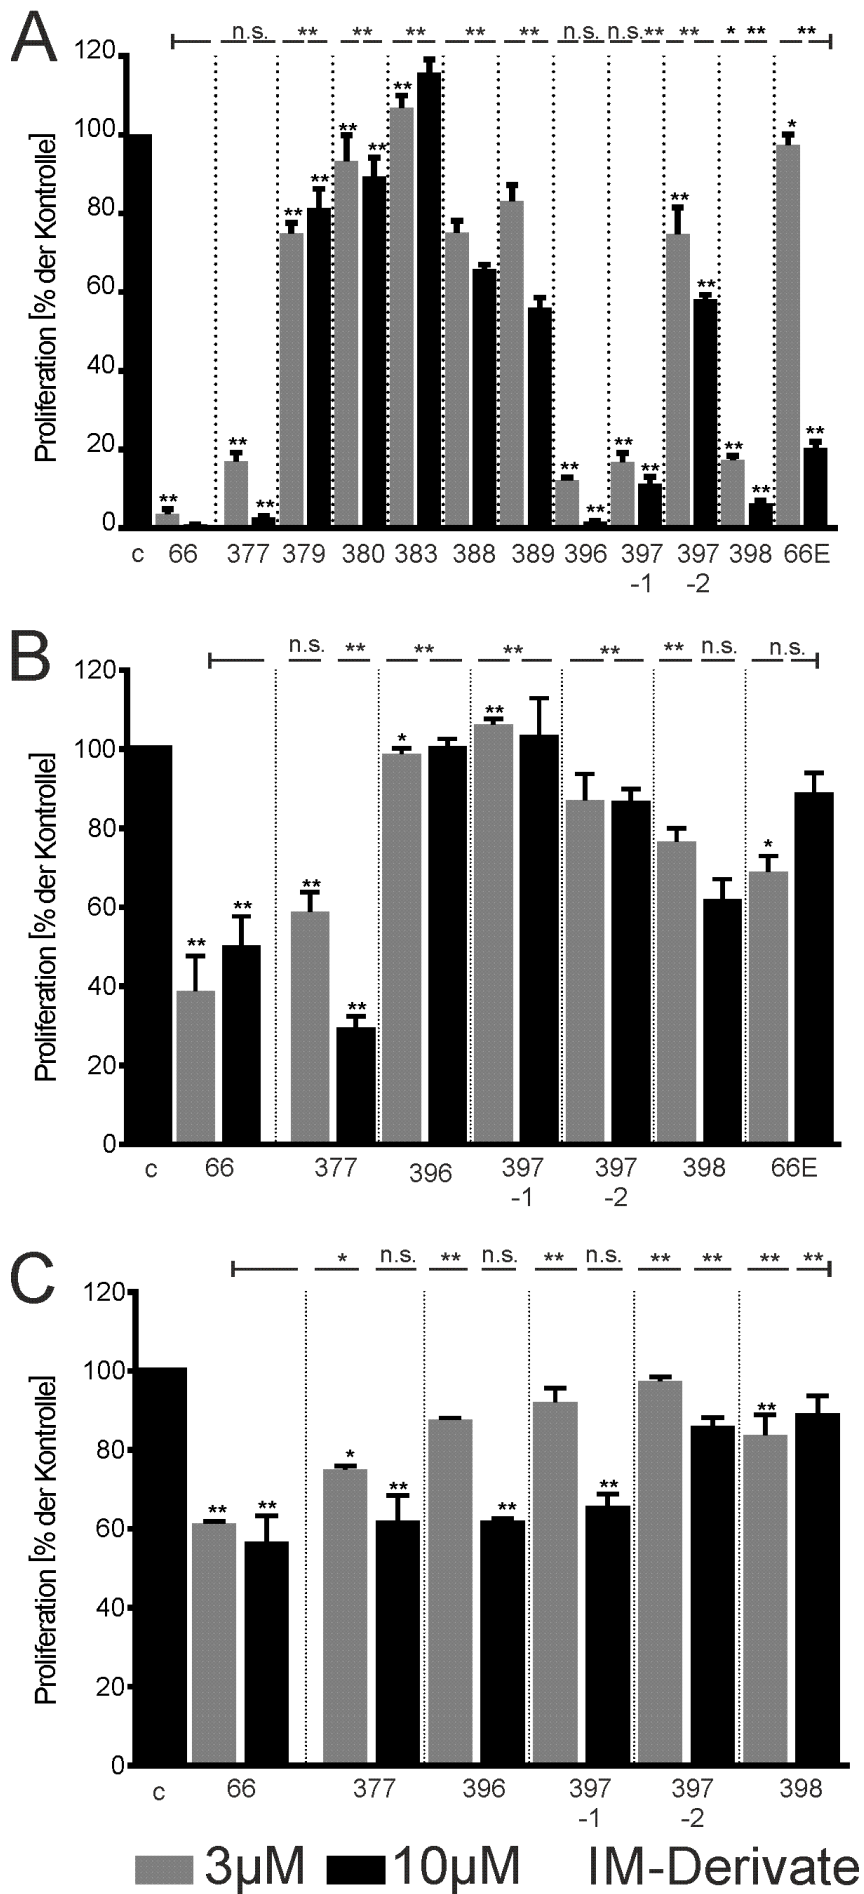 A
n.s. ** ** ** ** ** n.s. n.s. ** ** * ** **
120
100
80
60
40
20
0
Proliferation [% der Kontrolle]
** ** ** ** ** ** ** ** ** ** ** ** ** ** ** ** ** * **
c 66 377 379 380 383 388 389 396 397 397 398 66E
-1 -2
B
n.s. ** ** ** ** ** n.s. n.s.
120
100
80
60
40
20
0
Proliferation [% der Kontrolle]
** ** ** ** * ** *
c 66 377 396 397 397 398 66E
-1 -2
C
* n.s. ** n.s. ** n.s. ** ** ** **
120
100
80
60
40
20
0
Proliferation [% der Kontrolle]
** ** * ** ** ** **
c 66 377 396 397 397 398
-1 -2
3µM 10µM IM-Derivate